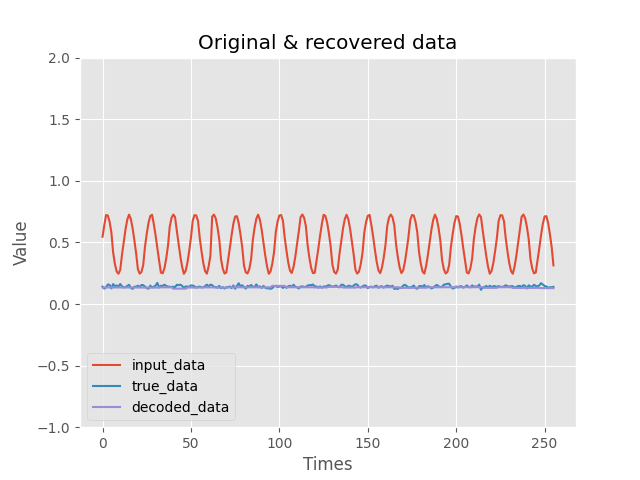 Original & recovered data
2.0
1.5
1.0
0.5
0.0
−0.5
−1.0
Value
input_data
true_data
decoded_data
0 50 100 150 200 250
Times